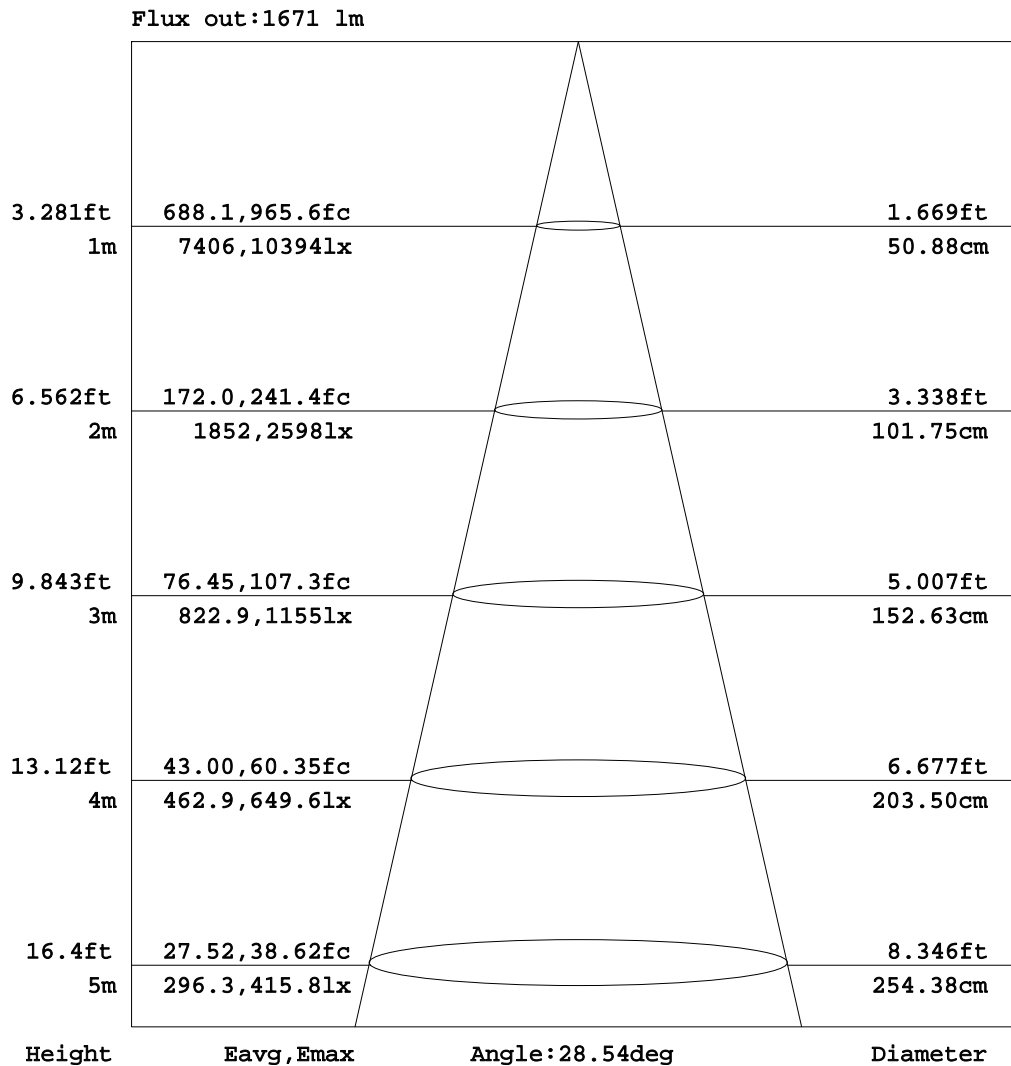 Flux out:1671 lm
3.281ft 688.1,965.6fc 1.669ft
1m 7406,10394lx 50.88cm
6.562ft 172.0,241.4fc 3.338ft
2m 1852,2598lx 101.75cm
9.843ft 76.45,107.3fc 5.007ft
3m 822.9,1155lx 152.63cm
13.12ft 43.00,60.35fc 6.677ft
4m 462.9,649.6lx 203.50cm
16.4ft 27.52,38.62fc 8.346ft
5m 296.3,415.8lx 254.38cm
Height Eavg,Emax Angle:28.54deg Diameter